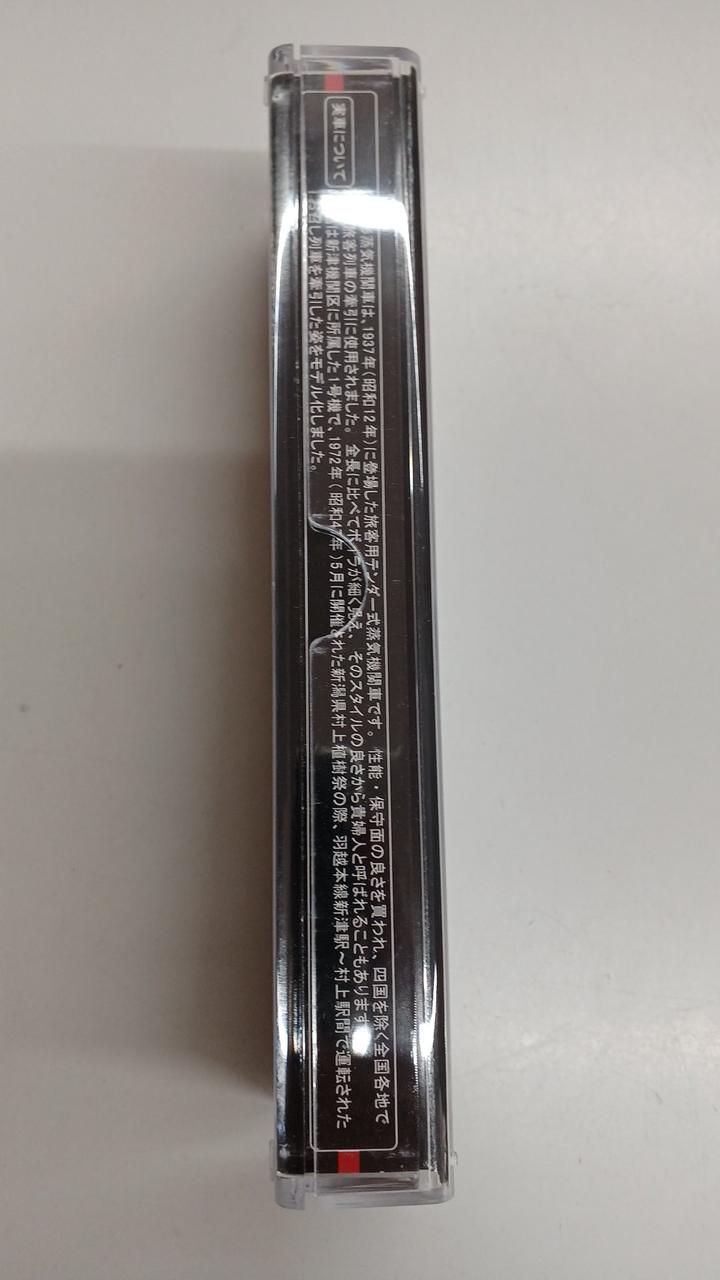 実車について
蒸気機関車は、1937年(昭和12年)に登場した旅客用テンダー式蒸気機関車です。性能・保守面の良さを買われ、四国を除く全国各地で
旅客列車の牽引に使用されました。全長に比べてボイラが細く見え、そのスタイルの良さから貴婦人と呼ばれることもあります
は新津機関区に所属した1号機で、1972年(昭和47年)5月に開催された新潟県村上植樹祭の際、羽越本線新津駅～村上駅間で運転された
お召し列車を牽引した姿をモデル化しました。